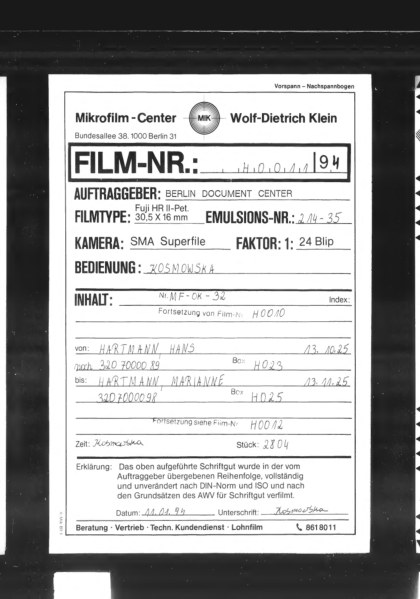 Vorspann – Nachspannbogen
Mikrofilm - Center MIK Wolf-Dietrich Klein
Bundesallee 38, 1000 Berlin 31
FILM-NR.: H0011 94
AUFTRAGGEBER: BERLIN DOCUMENT CENTER
FILMTYPE: Fuji HR II-Pet. 30,5 X 16 mm EMULSIONS-NR.: 214-35
KAMERA: SMA Superfile FAKTOR: 1: 24 Blip
BEDIENUNG: KOSMOWSKA
INHALT: Nr. MF-OK-32 Index:
Fortsetzung von Film-Nr. H0010
von: HARTMANN, HANS 13.10.25
nach 320 70000 89 Box H023
bis: HARTMANN, MARIANNE 13.11.25
3207000098 Box H025
Fortsetzung siehe Film-Nr. H0012
Zeit: Kosmowska Stück: 2804
Erklärung: Das oben aufgeführte Schriftgut wurde in der vom
Auftraggeber übergebenen Reihenfolge, vollständig
und unverändert nach DIN-Norm und ISO und nach
den Grundsätzen des AWV für Schriftgut verfilmt.
Datum: 11.01.94 Unterschrift: Kosmowska
Beratung · Vertrieb · Techn. Kundendienst · Lohnfilm 861 80 11